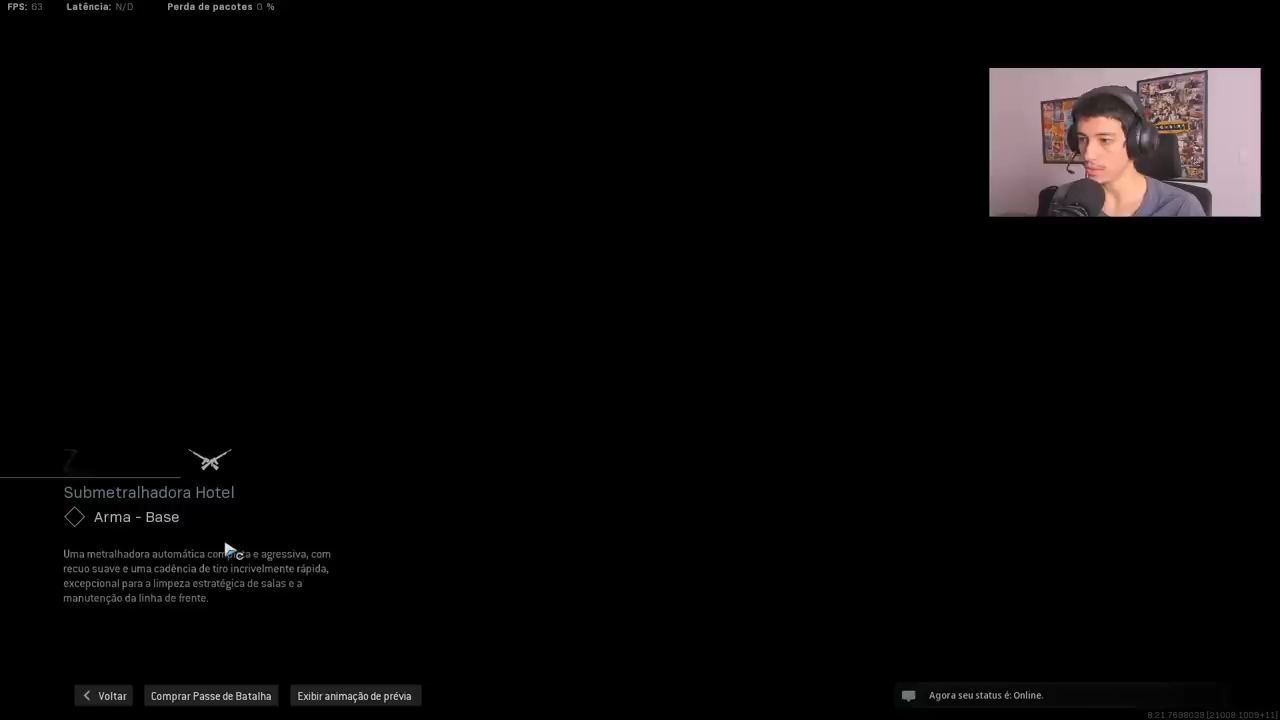 FPS: 63 Latência: N/D Perda de pacotes 0 %
Submetralhadora Hotel
Arma - Base
Uma metralhadora automática compacta e agressiva, com
recuo suave e uma cadência de tiro incrivelmente rápida,
excepcional para a limpeza estratégica de salas e a
manutenção da linha de frente.
Voltar
Comprar Passe de Batalha
Exibir animação de prévia
Agora seu status é: Online.